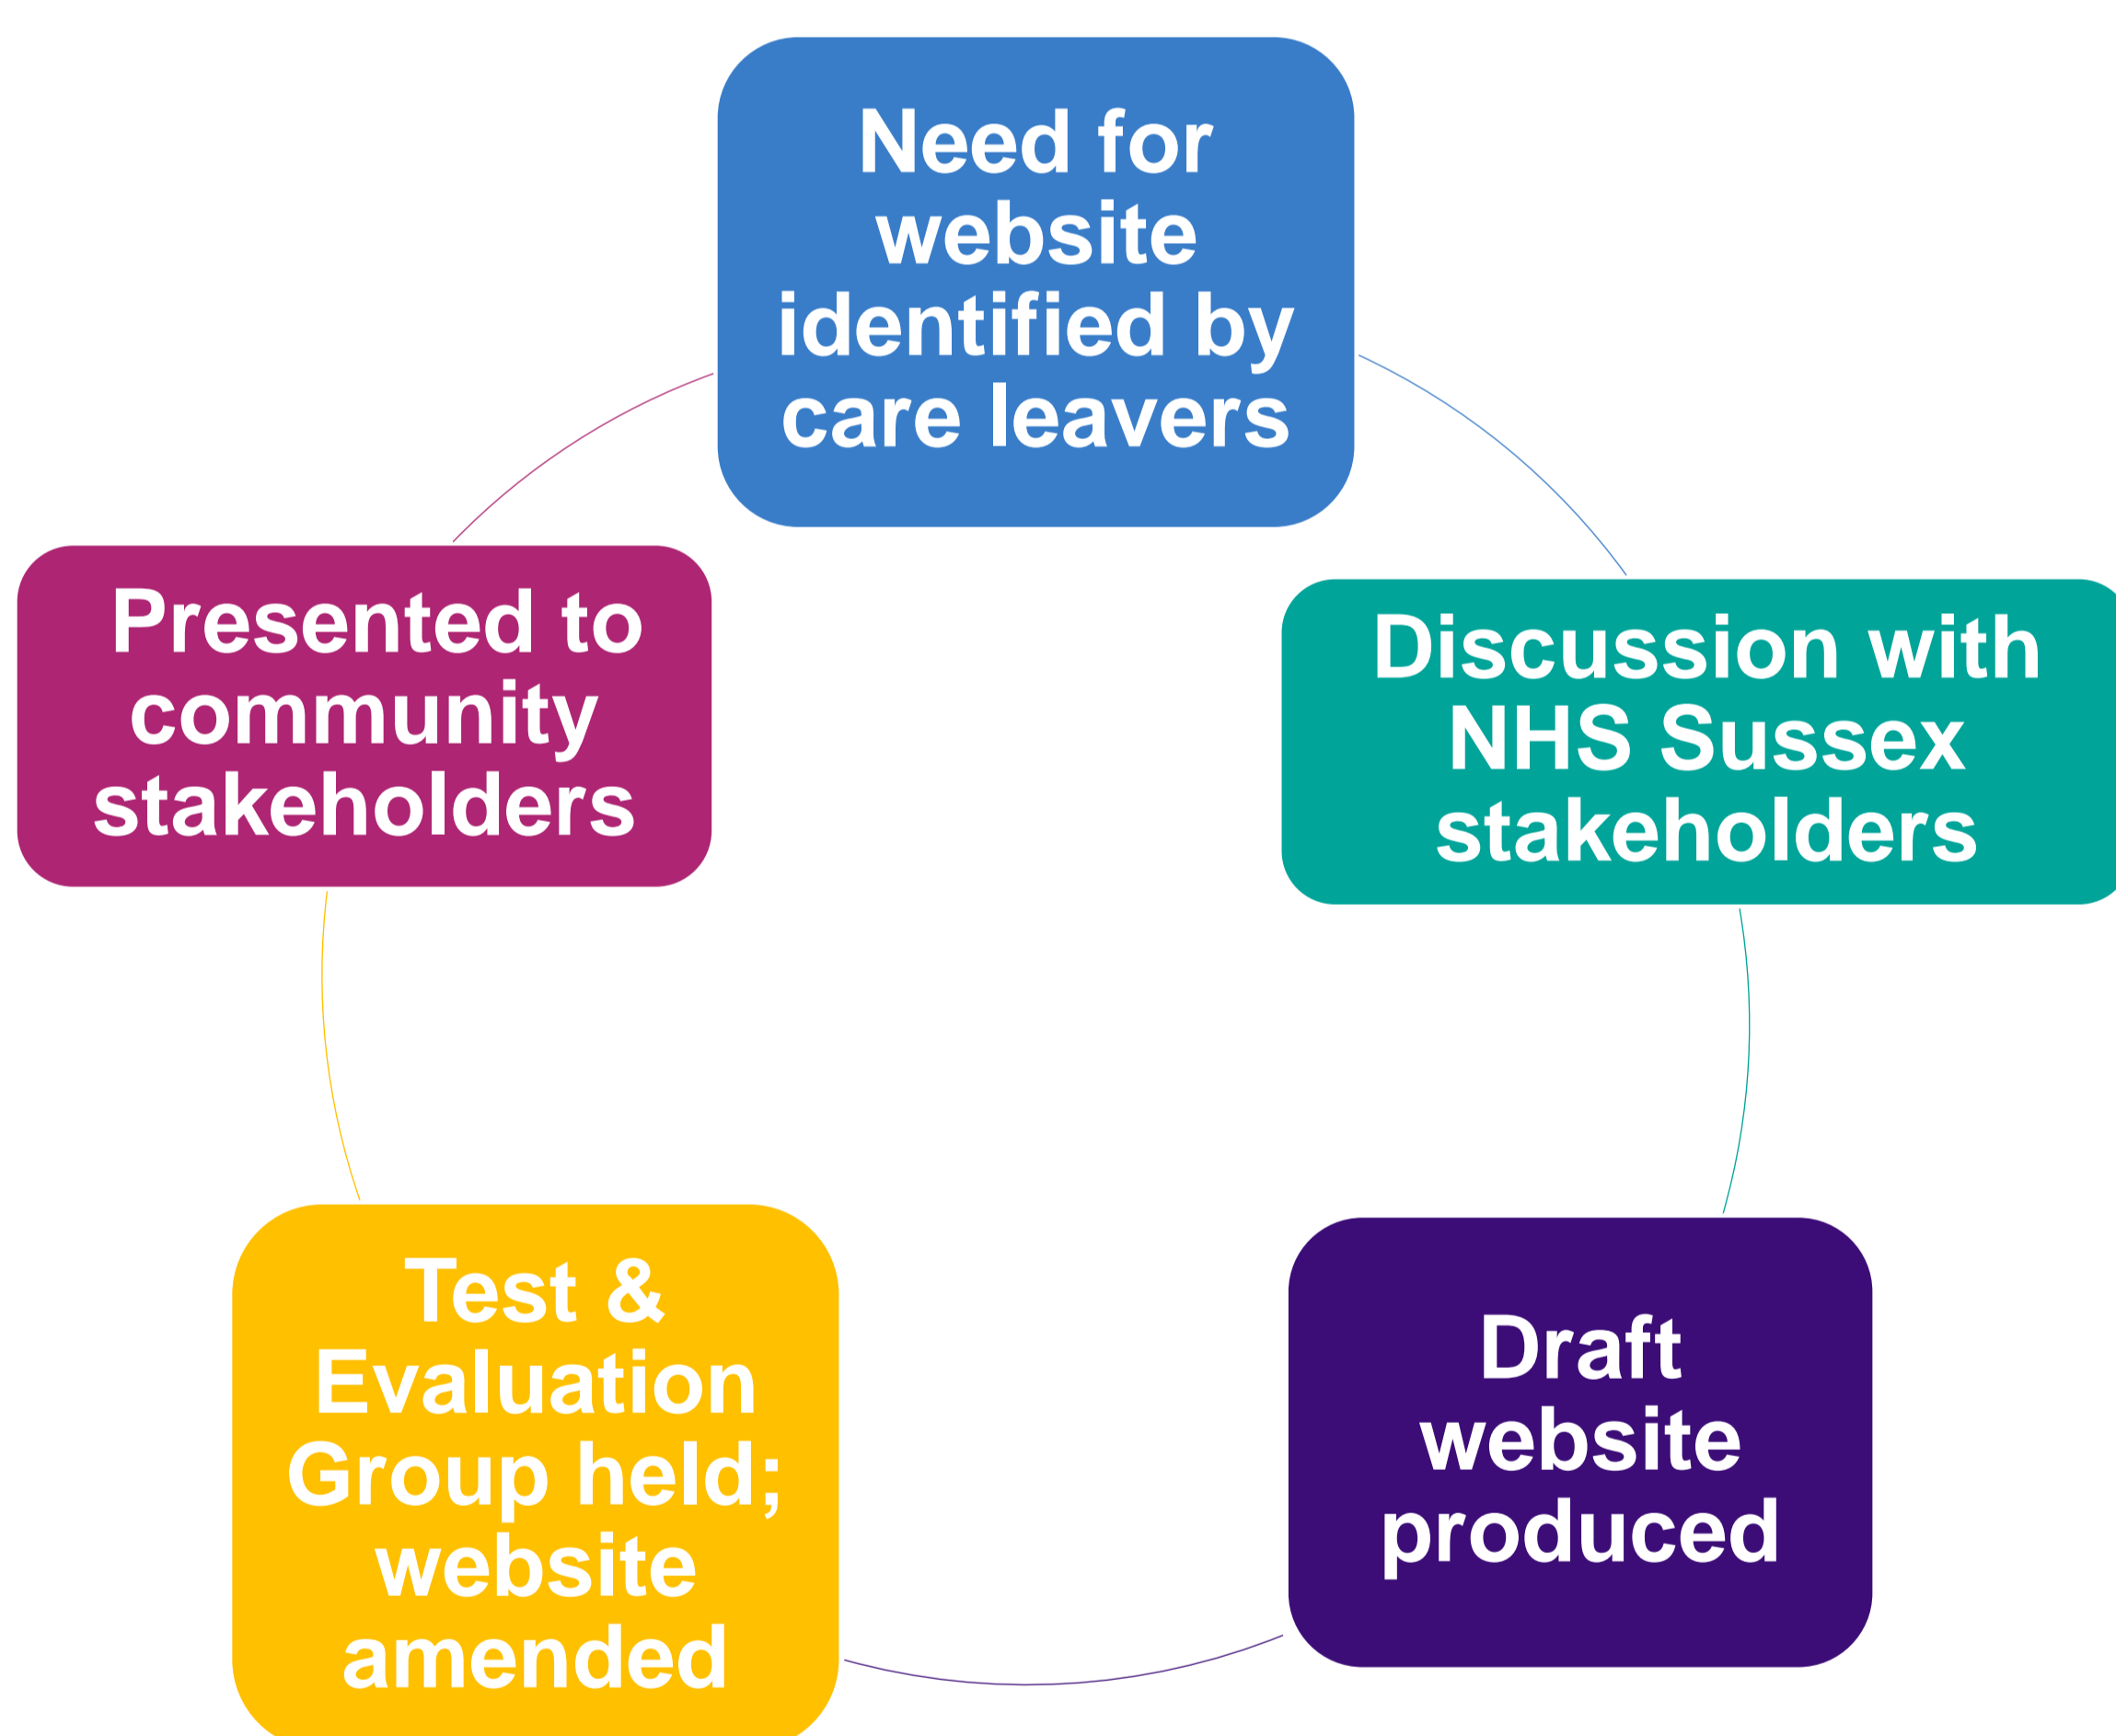 Need for
website
identified by
care leavers
Discussion with
NHS Sussex
stakeholders
Draft
website
produced
Test &
Evaluation
Group held;
website
amended
Presented to
community
stakeholders